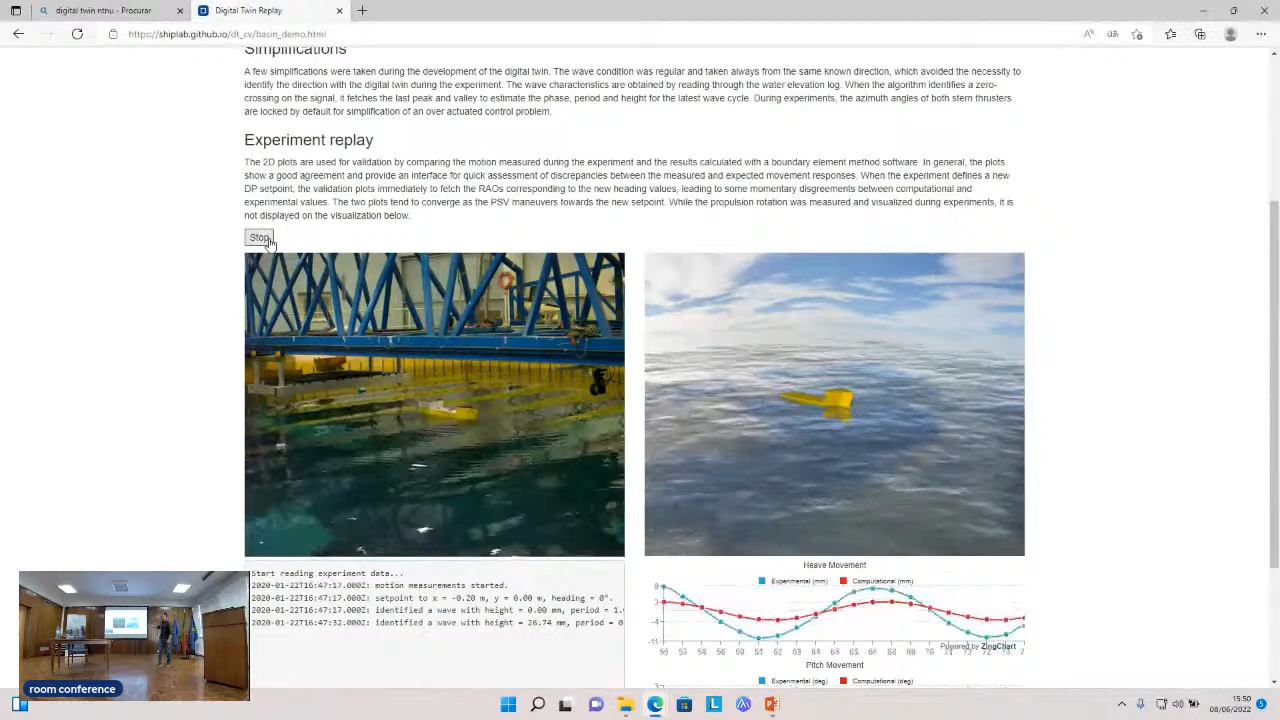 digital twin ntnu - Procurar
Digital Twin Replay
https://shiplab.github.io/dt_cv/basin_demo.html
Simplifications
A few simplifications were taken during the development of the digital twin. The wave condition was regular and taken always from the same known direction, which avoided the necessity to
identify the direction with the digital twin during the experiment. The wave characteristics are obtained by reading through the water elevation log. When the algorithm identifies a zero-
crossing on the signal, it fetches the last peak and valley to estimate the phase, period and height for the latest wave cycle. During experiments, the azimuth angles of both stern thrusters
are locked by default for simplification of an over actuated control problem.
Experiment replay
The 2D plots are used for validation by comparing the motion measured during the experiment and the results calculated with a boundary element method software. In general, the plots
show a good agreement and provide an interface for quick assessment of discrepancies between the measured and expected movement responses. When the experiment defines a new
DP setpoint, the validation plots immediately to fetch the RAOs corresponding to the new heading values, leading to some momentary disgreements between computational and
experimental values. The two plots tend to converge as the PSV maneuvers towards the new setpoint. While the propulsion rotation was measured and visualized during experiments, it is
not displayed on the visualization below.
Stop
Start reading experiment data...
2020-01-22T16:47:17.000Z: motion measurements started.
2020-01-22T16:47:17.000Z: setpoint to x = -0.20 m, y = 0.00 m, heading = 0°.
2020-01-22T16:47:17.000Z: identified a wave with height = 0.00 mm, period = 1.
2020-01-22T16:47:32.000Z: identified a wave with height = 26.74 mm, period = 0
Heave Movement
Experimental (mm) Computational (mm)
Powered by ZingChart
Pitch Movement
Experimental (deg) Computational (deg)
room conference
15:50
08/06/2022